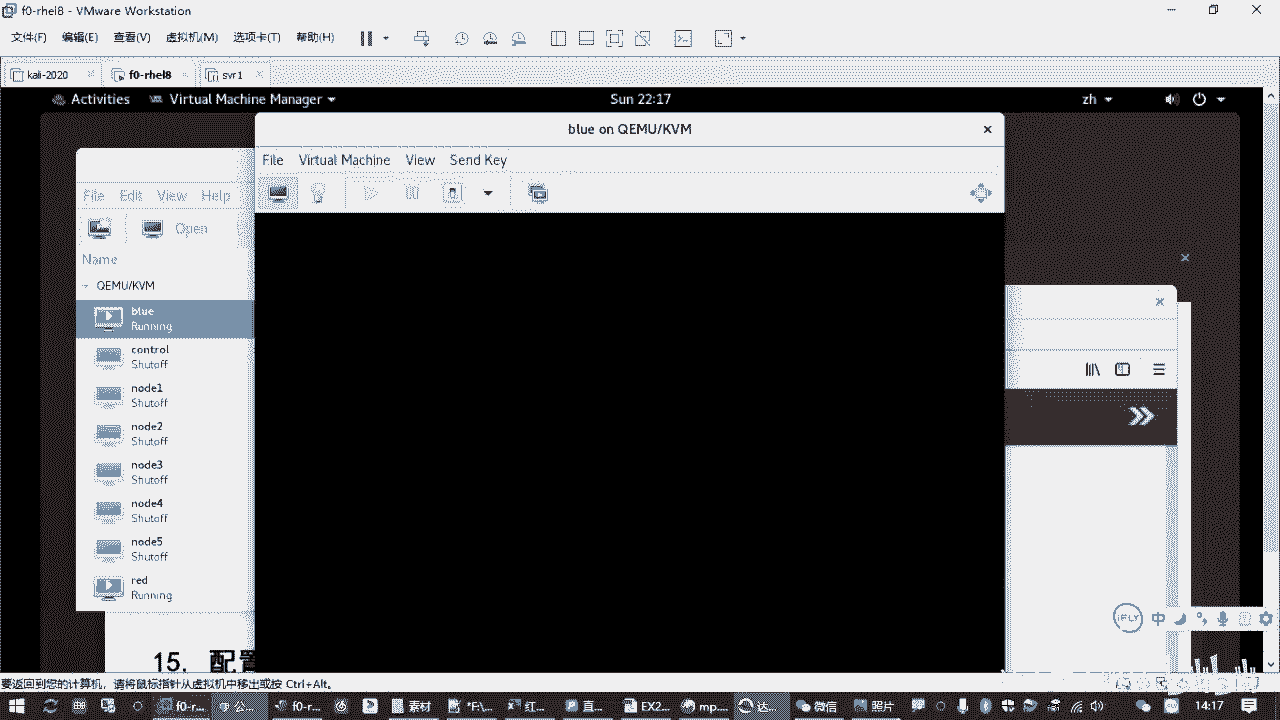 f0-rhel8 - VMware Workstation
文件(F) 编辑(E) 查看(V) 虚拟机(M) 选项卡(T) 帮助(H)
kali-2020 f0-rhel8 svr1
Activities Virtual Machine Manager Sun 22:17 zh
blue on QEMU/KVM
File Virtual Machine View Send Key
File Edit View Help
Open
Name
QEMU/KVM
blue
Running
control
Shutoff
node1
Shutoff
node2
Shutoff
node3
Shutoff
node4
Shutoff
node5
Shutoff
red
Running
iFLY 中
15. 配
要返回到您的计算机，请将鼠标指针从虚拟机中移出或按 Ctrl+Alt。
f0-r... f0-r... 素材 F:\... 红... 直... EX2... mp... 达... 微信 照片 14:17